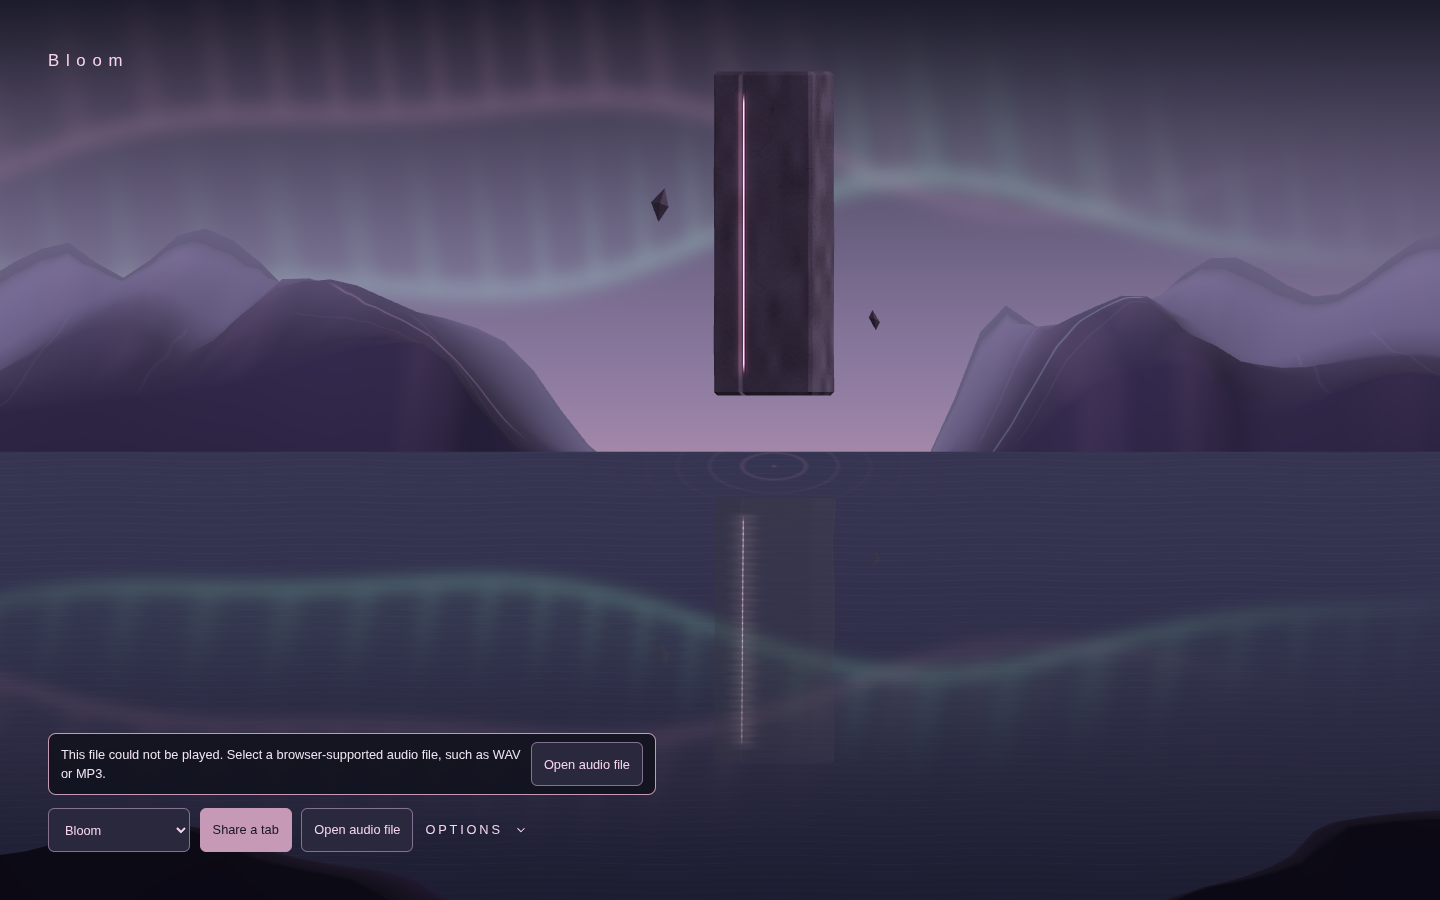 Bloom
This file could not be played. Select a browser-supported audio file, such as WAV
or MP3.
Open audio file
Bloom
Share a tab
Open audio file
OPTIONS